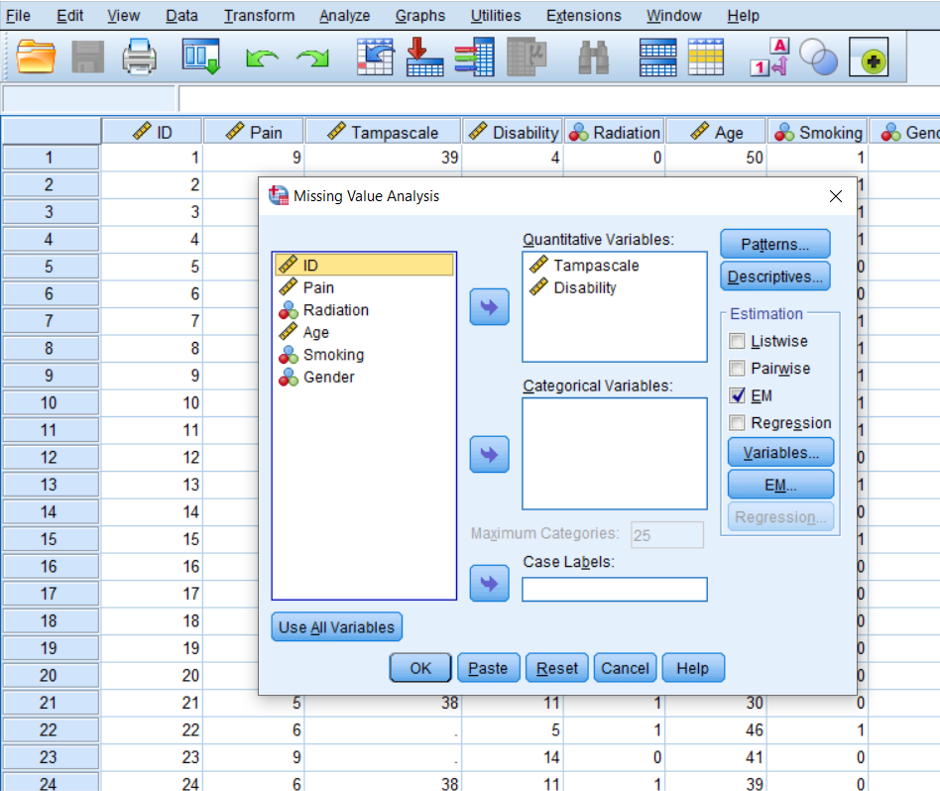 File Edit View Data Transform Analyze Graphs Utilities Extensions Window Help
A
1
μ
ID Pain Tampascale Disability Radiation Age Smoking Gend
1 1 9 39 4 0 50 1
2 2 1
3 3 1
4 4 1
5 5 0
6 6 0
7 7 1
8 8 1
9 9 1
10 10 1
11 11 1
12 12 0
13 13 1
14 14 0
15 15 1
16 16 0
17 17 0
18 18 0
19 19 0
20 20 0
21 21 5 38 11 1 30 0
22 22 6 . 5 1 46 1
23 23 9 . 14 0 41 0
24 24 6 38 11 1 39 0
Missing Value Analysis
ID
Pain
Radiation
Age
Smoking
Gender
Use All Variables
Quantitative Variables:
Tampascale
Disability
Categorical Variables:
Maximum Categories: 25
Case Labels:
Patterns...
Descriptives...
Estimation
Listwise
Pairwise
EM
Regression
Variables...
EM...
Regression...
OK Paste Reset Cancel Help